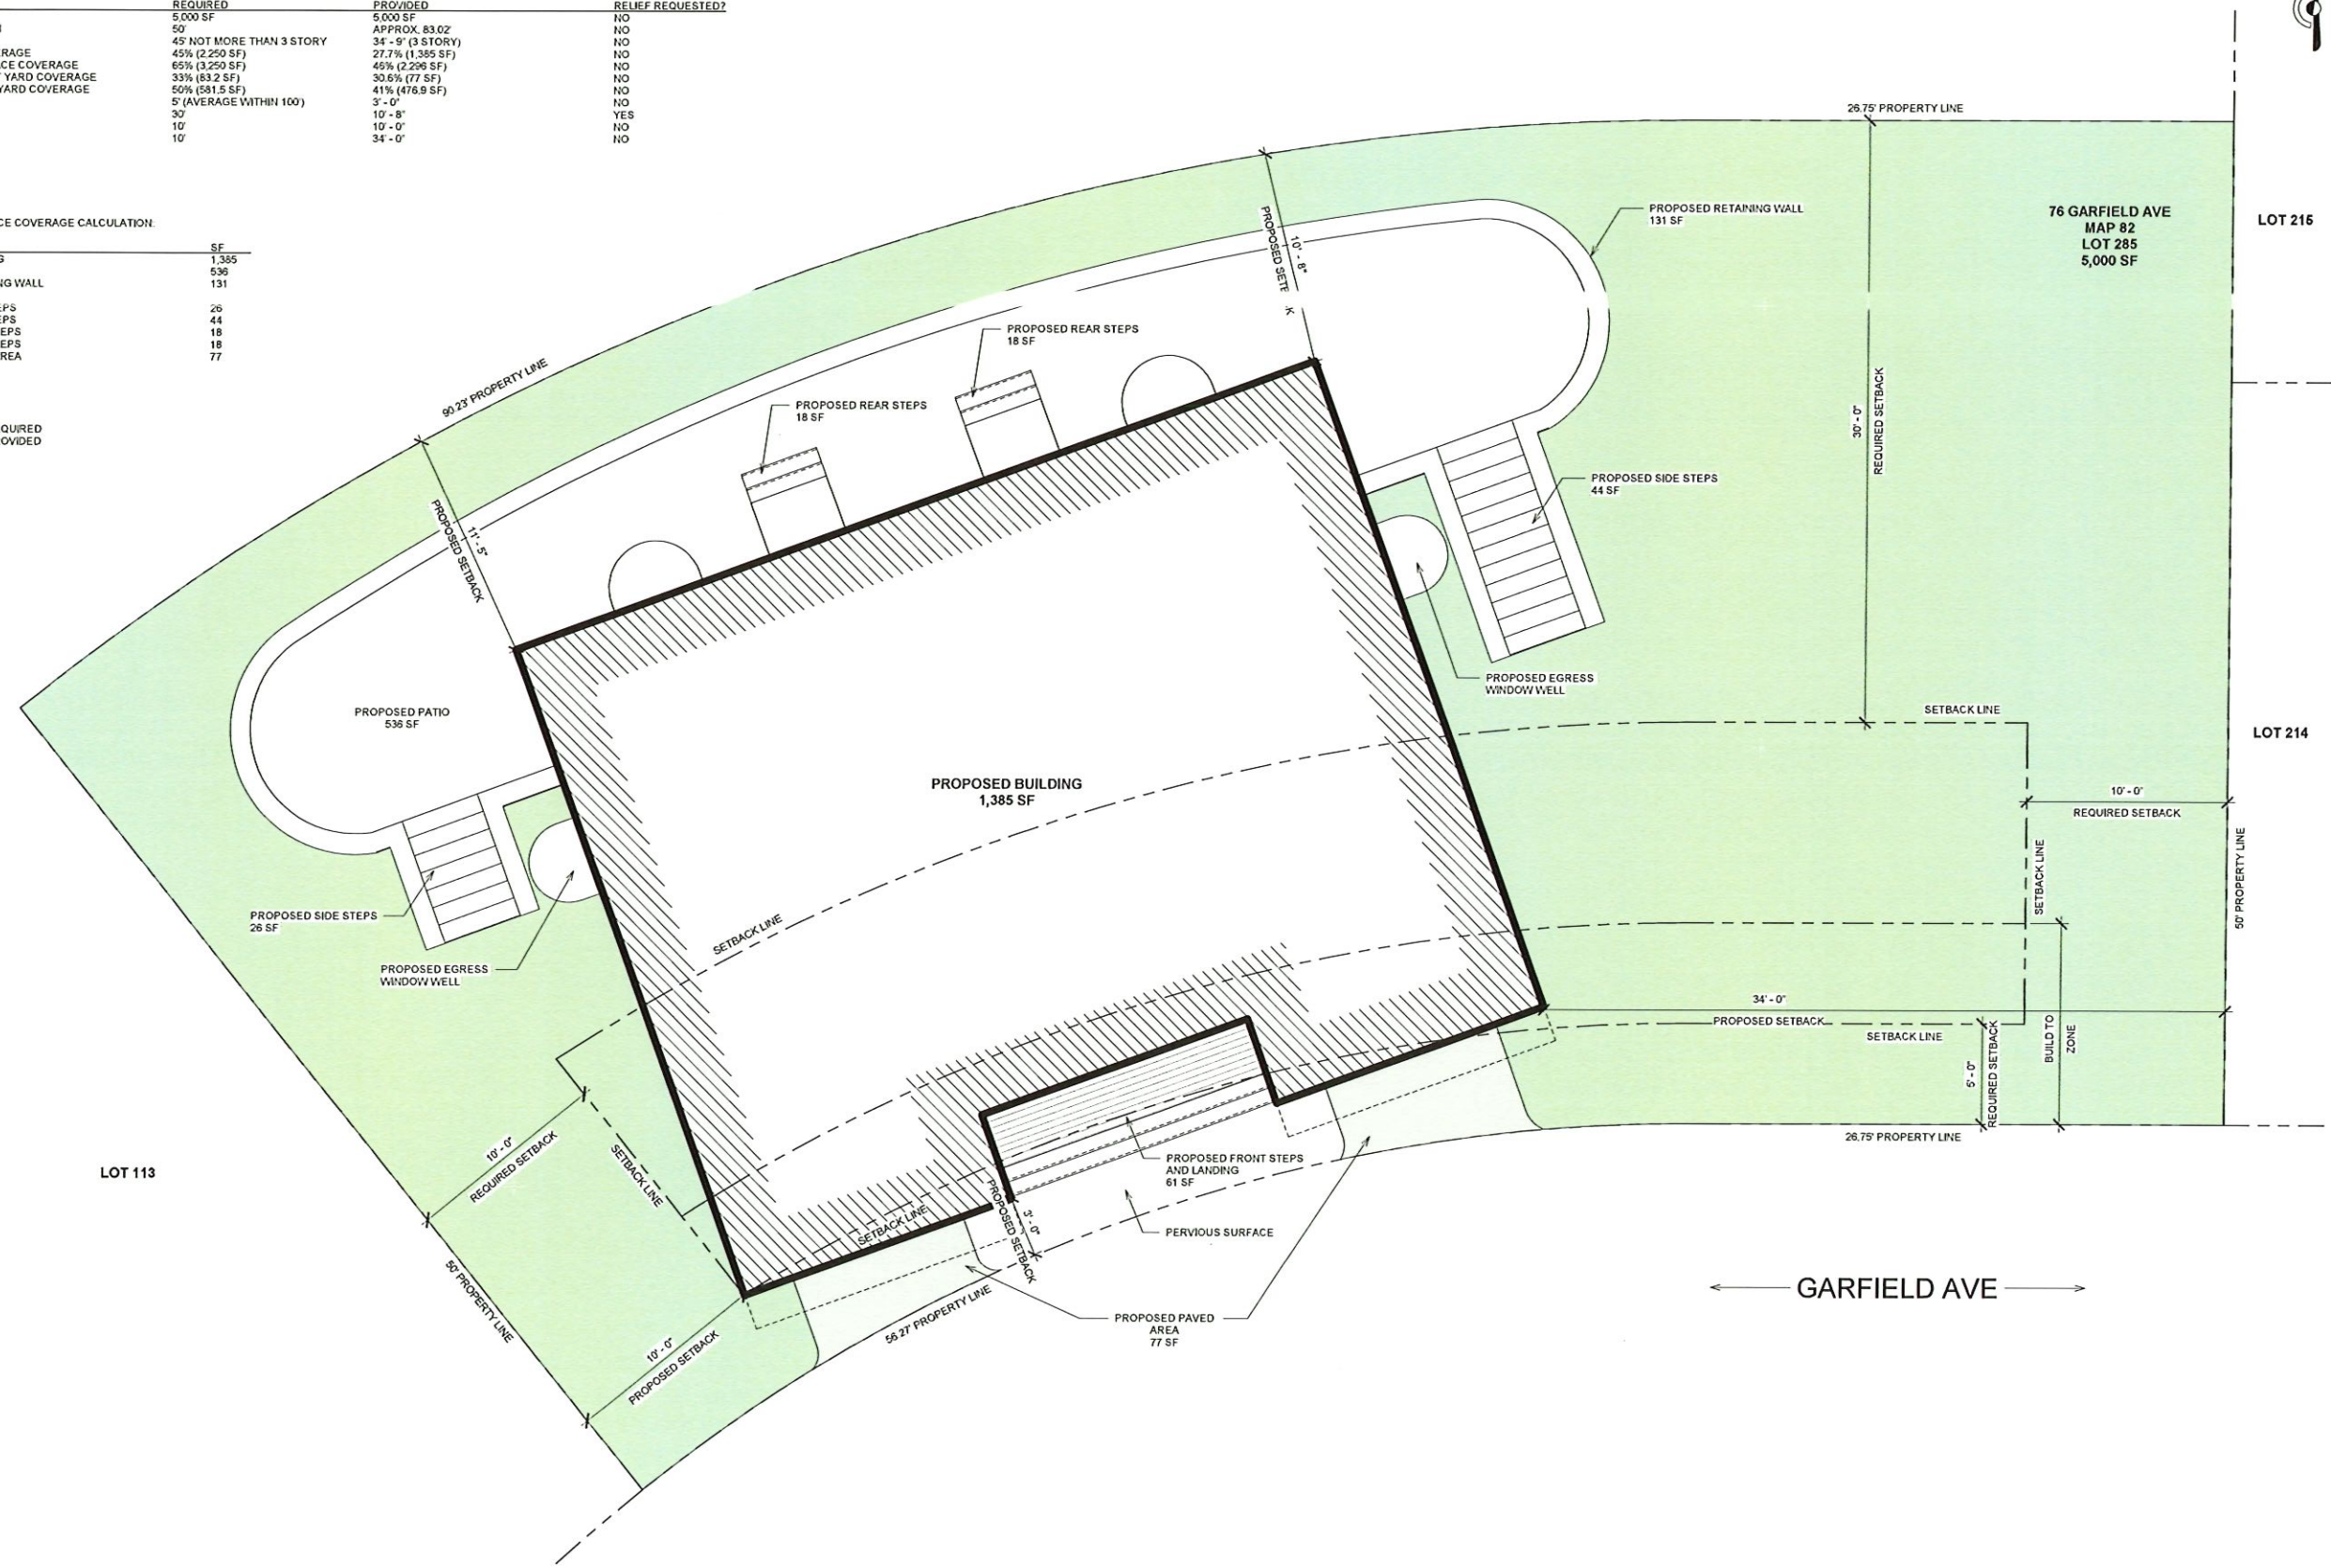 REQUIRED PROVIDED RELIEF REQUESTED?
5,000 SF 5,000 SF NO
50' APPROX. 83.02' NO
45' NOT MORE THAN 3 STORY 34' - 9" (3 STORY) NO
ERAGE 45% (2,250 SF) 27.7% (1,385 SF) NO
CE COVERAGE 65% (3,250 SF) 46% (2,296 SF) NO
YARD COVERAGE 33% (83.2 SF) 30.6% (77 SF) NO
YARD COVERAGE 50% (581.5 SF) 41% (476.9 SF) NO
5' (AVERAGE WITHIN 100') 3' - 0" NO
30' 10' - 8" YES
10' 10' - 0" NO
10' 34' - 0" NO
CE COVERAGE CALCULATION:
SF
G 1,385
536
NG WALL 131
EPS 26
EPS 44
EPS 18
EPS 18
REA 77
QUIRED
OVIDED
26.75' PROPERTY LINE
PROPOSED RETAINING WALL
131 SF
76 GARFIELD AVE
MAP 82
LOT 285
5,000 SF
LOT 215
10' - 8"
PROPOSED SETB K
PROPOSED REAR STEPS
18 SF
90.23' PROPERTY LINE
PROPOSED REAR STEPS
18 SF
30' - 0"
REQUIRED SETBACK
PROPOSED SIDE STEPS
44 SF
11' - 5"
PROPOSED SETBACK
PROPOSED EGRESS
WINDOW WELL
PROPOSED PATIO
536 SF
SETBACK LINE
LOT 214
PROPOSED BUILDING
1,385 SF
10' - 0"
REQUIRED SETBACK
SETBACK LINE
50' PROPERTY LINE
SETBACK LINE
PROPOSED SIDE STEPS
26 SF
PROPOSED EGRESS
WINDOW WELL
34' - 0"
PROPOSED SETBACK
SETBACK LINE
5' - 0"
REQUIRED SETBACK
BUILD TO
ZONE
10' - 0"
REQUIRED SETBACK
SETBACK LINE
LOT 113
26.75' PROPERTY LINE
PROPOSED FRONT STEPS
AND LANDING
61 SF
SETBACK LINE
3' - 0"
PROPOSED SETBACK
PERVIOUS SURFACE
50' PROPERTY LINE
56.27' PROPERTY LINE
PROPOSED PAVED
AREA
77 SF
GARFIELD AVE
10' - 0"
PROPOSED SETBACK